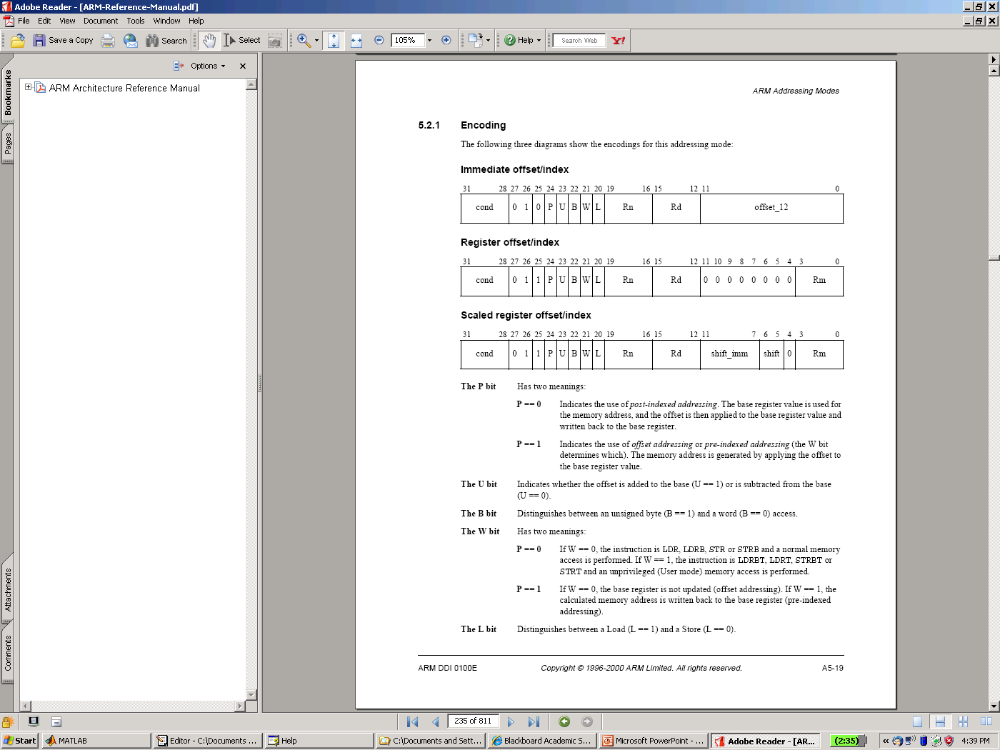 Adobe Reader - [ARM-Reference-Manual.pdf]
File Edit View Document Tools Window Help
Save a Copy Search Select 105% Help Search Web Y!
Bookmarks
Pages
Attachments
Comments
Options
ARM Architecture Reference Manual
ARM Addressing Modes
5.2.1 Encoding
The following three diagrams show the encodings for this addressing mode:
Immediate offset/index
31 28 27 26 25 24 23 22 21 20 19 16 15 12 11 0
cond 0 1 0 P U B W L Rn Rd offset_12
Register offset/index
31 28 27 26 25 24 23 22 21 20 19 16 15 12 11 10 9 8 7 6 5 4 3 0
cond 0 1 1 P U B W L Rn Rd 0 0 0 0 0 0 0 0 Rm
Scaled register offset/index
31 28 27 26 25 24 23 22 21 20 19 16 15 12 11 7 6 5 4 3 0
cond 0 1 1 P U B W L Rn Rd shift_imm shift 0 Rm
The P bit Has two meanings:
P == 0 Indicates the use of post-indexed addressing. The base register value is used for
the memory address, and the offset is then applied to the base register value and
written back to the base register.
P == 1 Indicates the use of offset addressing or pre-indexed addressing (the W bit
determines which). The memory address is generated by applying the offset to
the base register value.
The U bit Indicates whether the offset is added to the base (U == 1) or is subtracted from the base
(U == 0).
The B bit Distinguishes between an unsigned byte (B == 1) and a word (B == 0) access.
The W bit Has two meanings:
P == 0 If W == 0, the instruction is LDR, LDRB, STR or STRB and a normal memory
access is performed. If W == 1, the instruction is LDRBT, LDRT, STRBT or
STRT and an unprivileged (User mode) memory access is performed.
P == 1 If W == 0, the base register is not updated (offset addressing). If W == 1, the
calculated memory address is written back to the base register (pre-indexed
addressing).
The L bit Distinguishes between a Load (L == 1) and a Store (L == 0).
ARM DDI 0100E Copyright © 1996-2000 ARM Limited. All rights reserved. A5-19
235 of 811
Start MATLAB Editor - C:\Documents ... Help C:\Documents and Sett... Blackboard Academic S... Microsoft PowerPoint - ... Adobe Reader - [AR... (2:35) « 4:39 PM